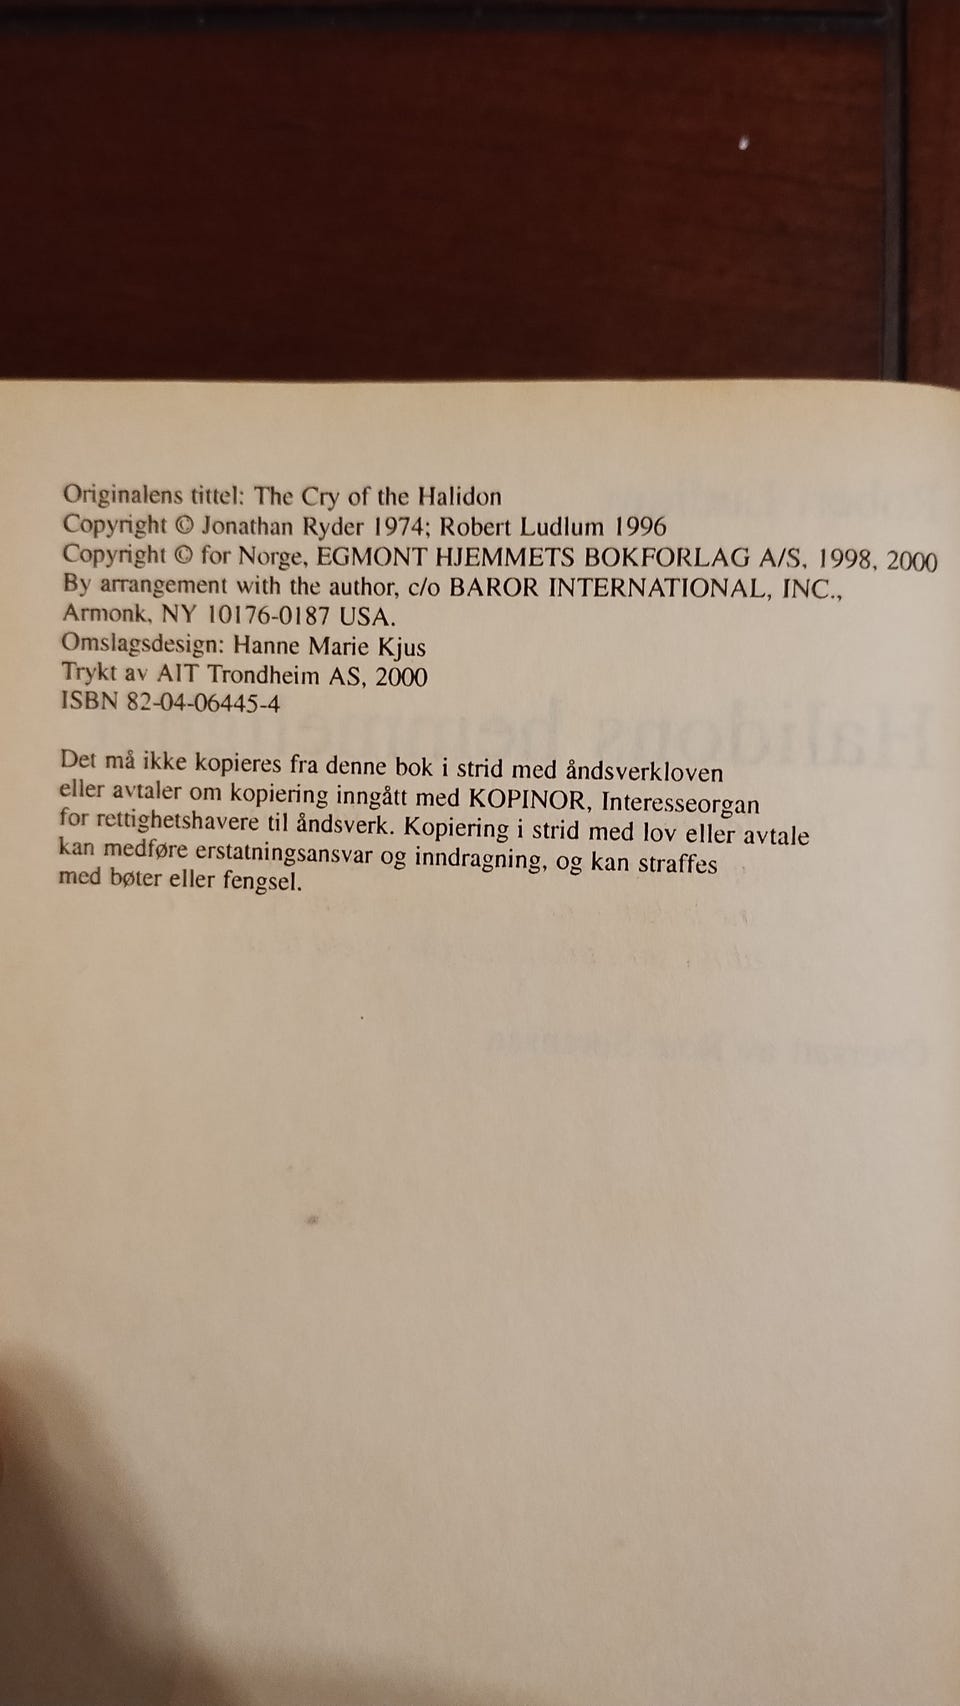 Originalens tittel: The Cry of the Halidon
Copyright © Jonathan Ryder 1974; Robert Ludlum 1996
Copyright © for Norge, EGMONT HJEMMETS BOKFORLAG A/S, 1998, 2000
By arrangement with the author, c/o BAROR INTERNATIONAL, INC.,
Armonk, NY 10176-0187 USA.
Omslagsdesign: Hanne Marie Kjus
Trykt av AIT Trondheim AS, 2000
ISBN 82-04-06445-4
Det må ikke kopieres fra denne bok i strid med åndsverkloven
eller avtaler om kopiering inngått med KOPINOR, Interesseorgan
for rettighetshavere til åndsverk. Kopiering i strid med lov eller avtale
kan medføre erstatningsansvar og inndragning, og kan straffes
med bøter eller fengsel.